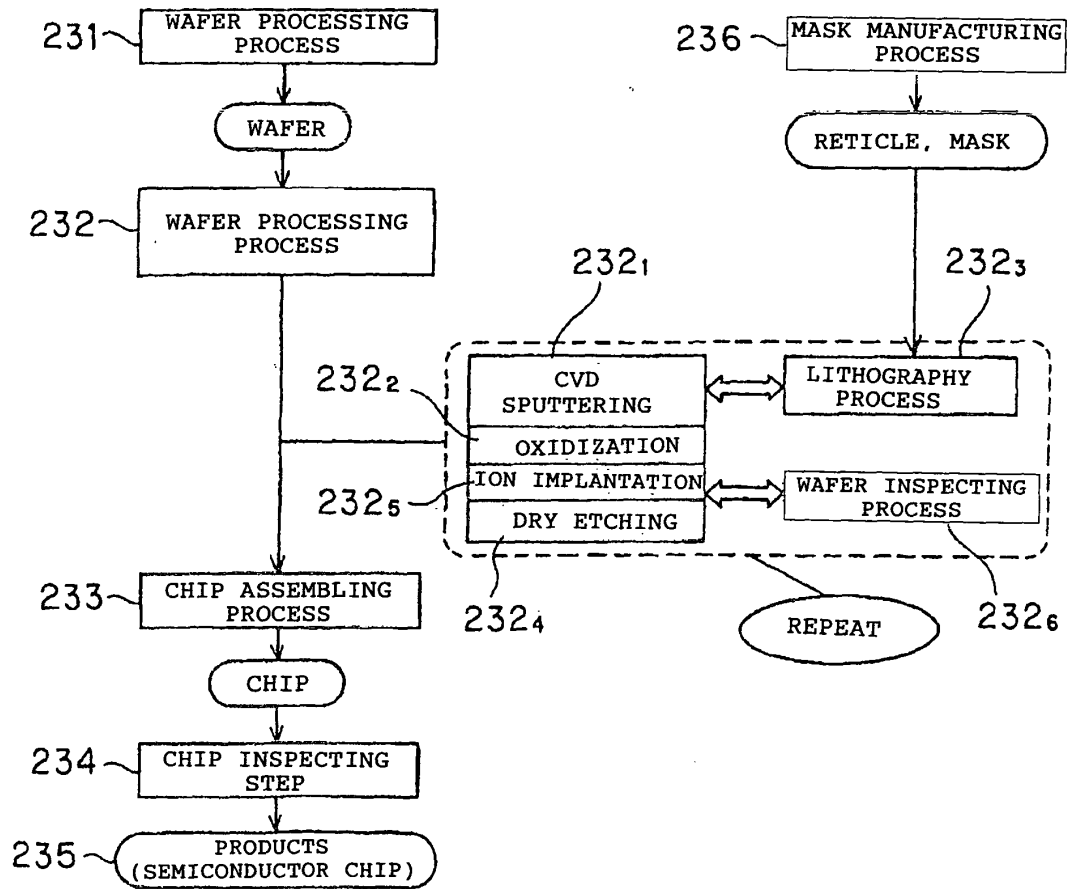 231
WAFER PROCESSING
PROCESS
WAFER
232
WAFER PROCESSING
PROCESS
236
MASK MANUFACTURING
PROCESS
RETICLE, MASK
232₁
232₃
232₂
CVD
SPUTTERING
LITHOGRAPHY
PROCESS
OXIDIZATION
232₅
ION IMPLANTATION
WAFER INSPECTING
PROCESS
DRY ETCHING
232₄
232₆
REPEAT
233
CHIP ASSEMBLING
PROCESS
CHIP
234
CHIP INSPECTING
STEP
235
PRODUCTS
(SEMICONDUCTOR CHIP)